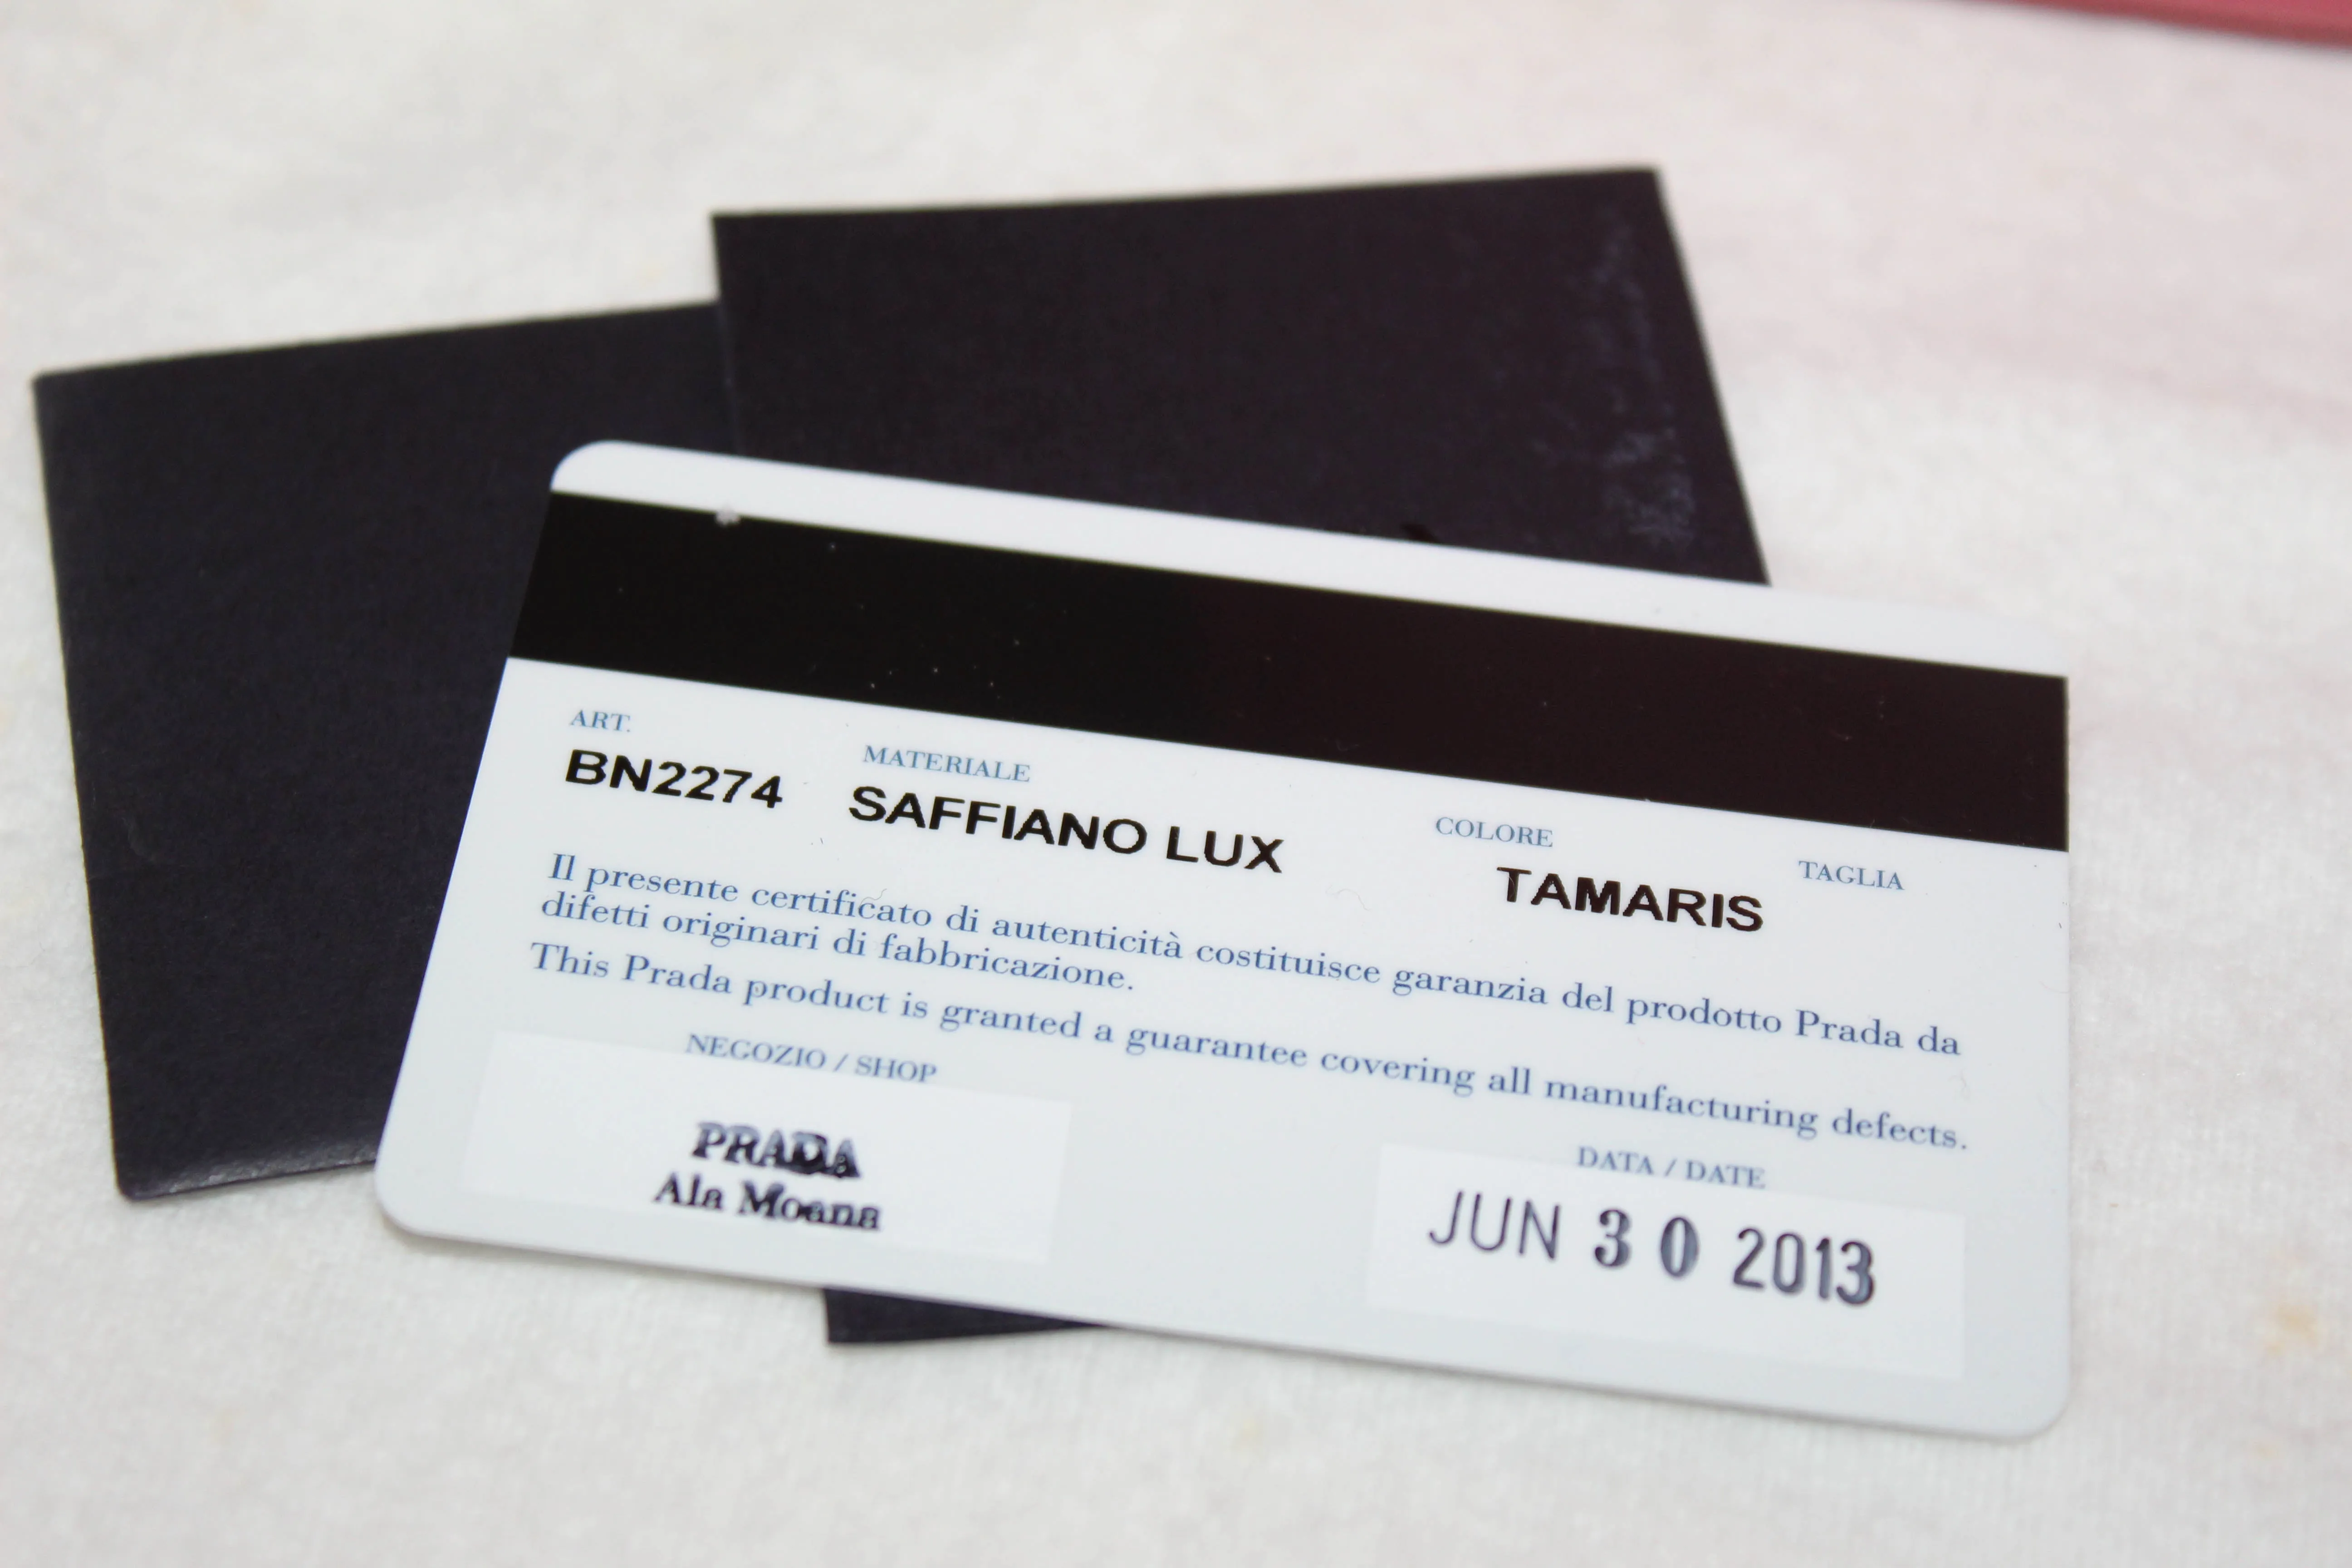 ART.
BN2274
MATERIALE
SAFFIANO LUX
COLORE
TAMARIS
TAGLIA
Il presente certificato di autenticità costituisce garanzia del prodotto Prada da
difetti originari di fabbricazione.
This Prada product is granted a guarantee covering all manufacturing defects.
NEGOZIO / SHOP
PRADA
Ala Moana
DATA / DATE
JUN 30 2013